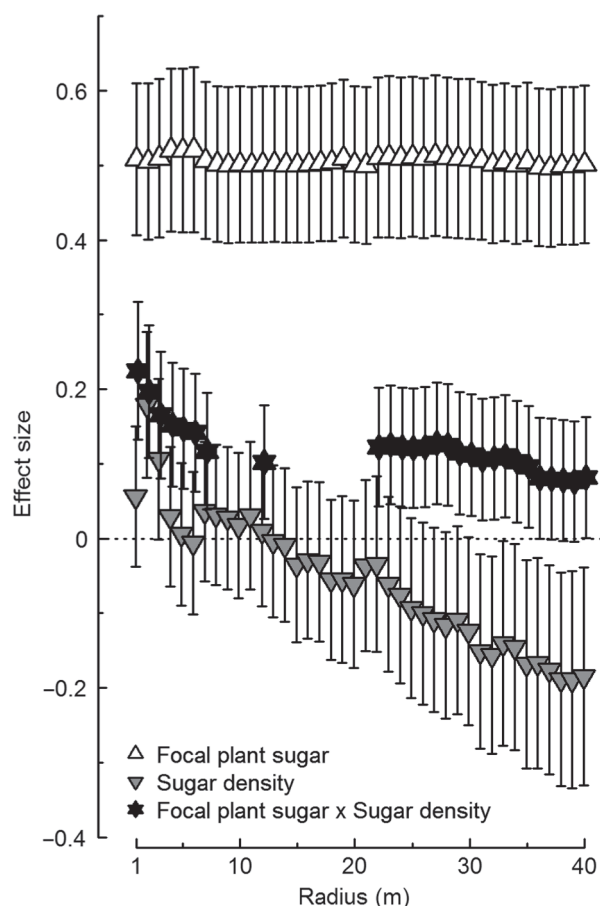 0.6
0.4
0.2
0
−0.2
−0.4
Effect size
Focal plant sugar
Sugar density
Focal plant sugar x Sugar density
1 10 20 30 40
Radius (m)